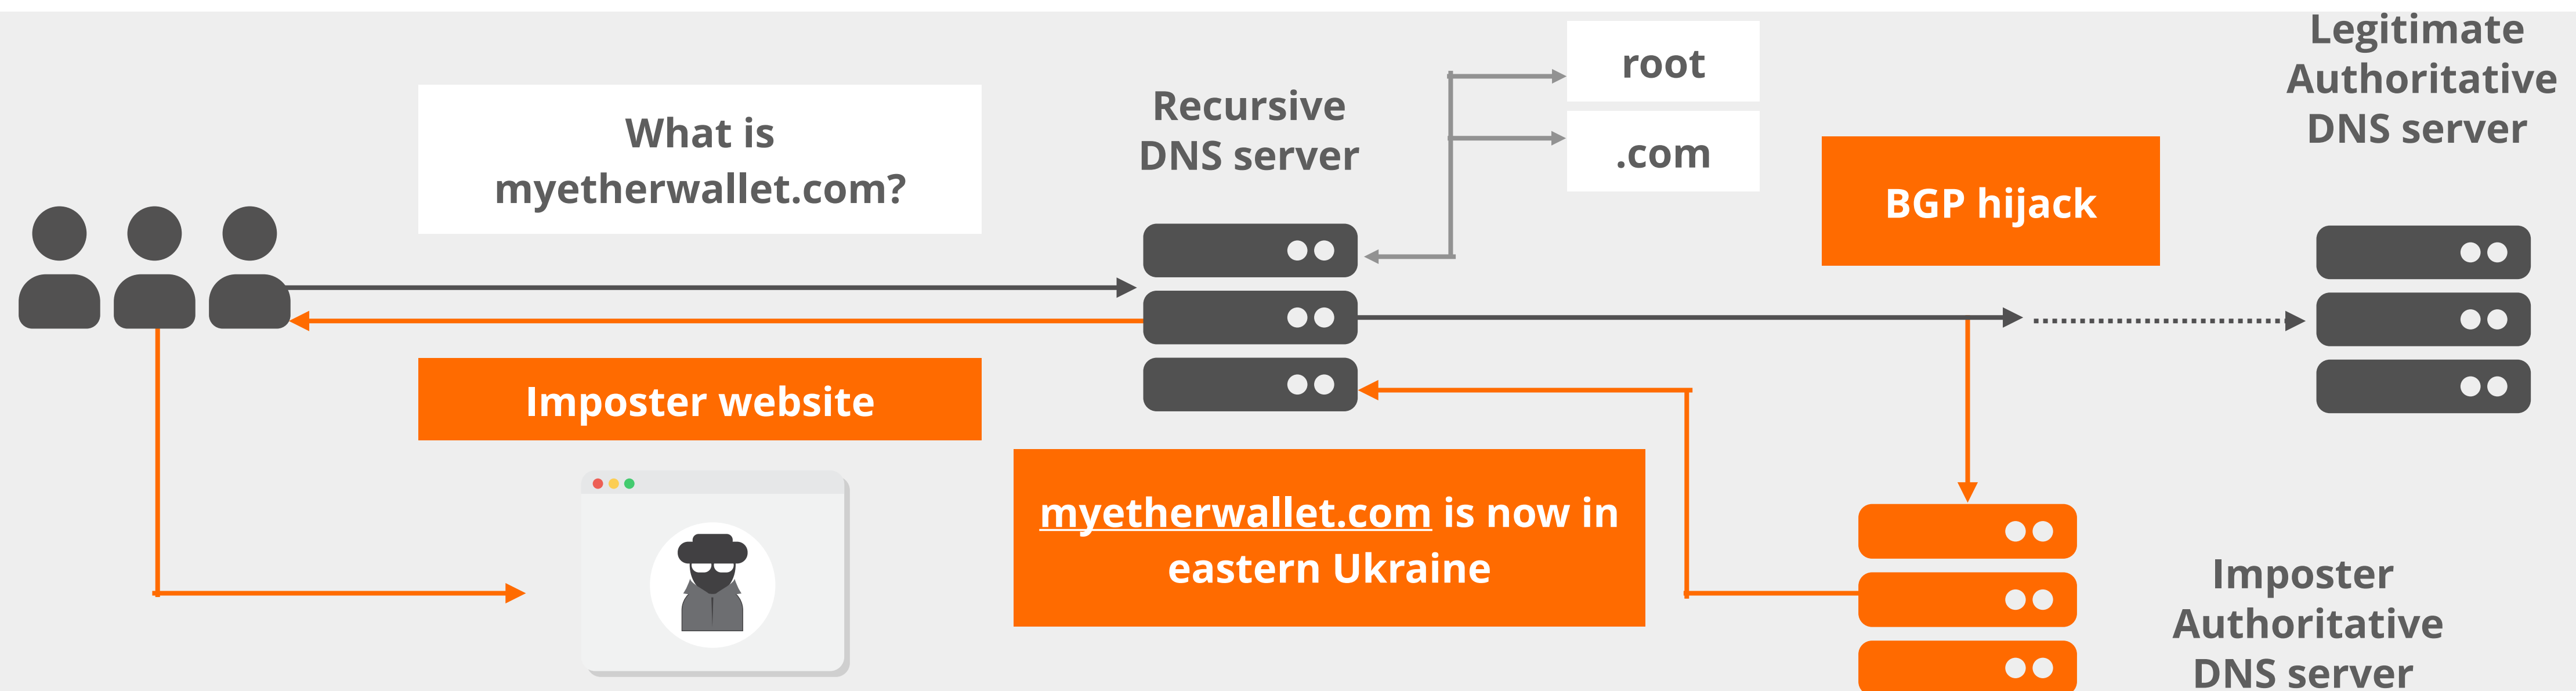 What is
myetherwallet.com?
Recursive
DNS server
root
.com
BGP hijack
Legitimate
Authoritative
DNS server
Imposter website
myetherwallet.com is now in
eastern Ukraine
Imposter
Authoritative
DNS server